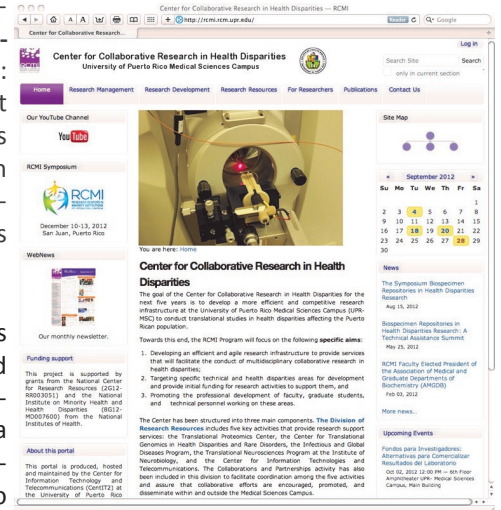 Center for Collaborative Research in Health Disparities — RCMI
http://rcmi.rcm.upr.edu/
Reader
Google
Center for Collaborative Research...
Log in
Center for Collaborative Research in Health Disparities
University of Puerto Rico Medical Sciences Campus
Search Site
Search
only in current section
Home
Research Management
Research Development
Research Resources
For Researchers
Publications
Contact Us
Our YouTube Channel
YouTube
RCMI Symposium
RCMI
December 10-13, 2012
San Juan, Puerto Rico
WebNews
Our monthly newsletter.
Funding support
This project is supported by
grants from the National Center
for Research Resources (2G12-
RR003051) and the National
Institute on Minority Health and
Health Disparities (8G12-
MD007600) from the National
Institutes of Health.
About this portal
This portal is produced, hosted
and maintained by the Center for
Information Technology and
Telecommunications (CentIT2) at
the University of Puerto Rico
You are here: Home
Center for Collaborative Research in Health
Disparities
The goal of the Center for Collaborative Research in Health Disparities for the
next five years is to develop a more efficient and competitive research
infrastructure at the University of Puerto Rico Medical Sciences Campus (UPR-
MSC) to conduct translational studies in health disparities affecting the Puerto
Rican population.
Towards this end, the RCMI Program will focus on the following specific aims:
1. Developing an efficient and agile research infrastructure to provide services
that will facilitate the conduct of multidisciplinary collaborative research in
health disparities;
2. Targeting specific technical and health disparities areas for development
and provide initial funding for research activities to support them, and
3. Promoting the professional development of faculty, graduate students,
and technical personnel working on these areas.
The Center has been structured into three main components. The Division of
Research Resources includes five key activities that provide research support
services: the Translational Proteomics Center, the Center for Translational
Genomics in Health Disparities and Rare Disorders, the Infectious and Global
Diseases Program, the Translational Neurosciences Program at the Institute of
Neurobiology, and the Center for Information Technologies and
Telecommunications. The Collaborations and Partnerships activity has also
been included in this division to facilitate coordination among the five activities
and assure that collaborative efforts are encouraged, promoted, and
disseminate within and outside the Medical Sciences Campus.
Site Map
« September 2012 »
Su Mo Tu We Th Fr Sa
1
2 3 4 5 6 7 8
9 10 11 12 13 14 15
16 17 18 19 20 21 22
23 24 25 26 27 28 29
30
News
The Symposium Biospecimen
Repositories in Health Disparities
Research
Aug 15, 2012
Biospecimen Repositories in
Health Disparities Research: A
Technical Assistance Summit
May 25, 2012
RCMI Faculty Elected President of
the Association of Medical and
Graduate Departments of
Biochemistry (AMGDB)
Feb 03, 2012
More news...
Upcoming Events
Fondos para Investigadores:
Alternativas para Comercializar
Resultados del Laboratorio
Oct 02, 2012 12:00 PM — 6th Floor
Amphitheater UPR- Medical Sciences
Campus, Main Building